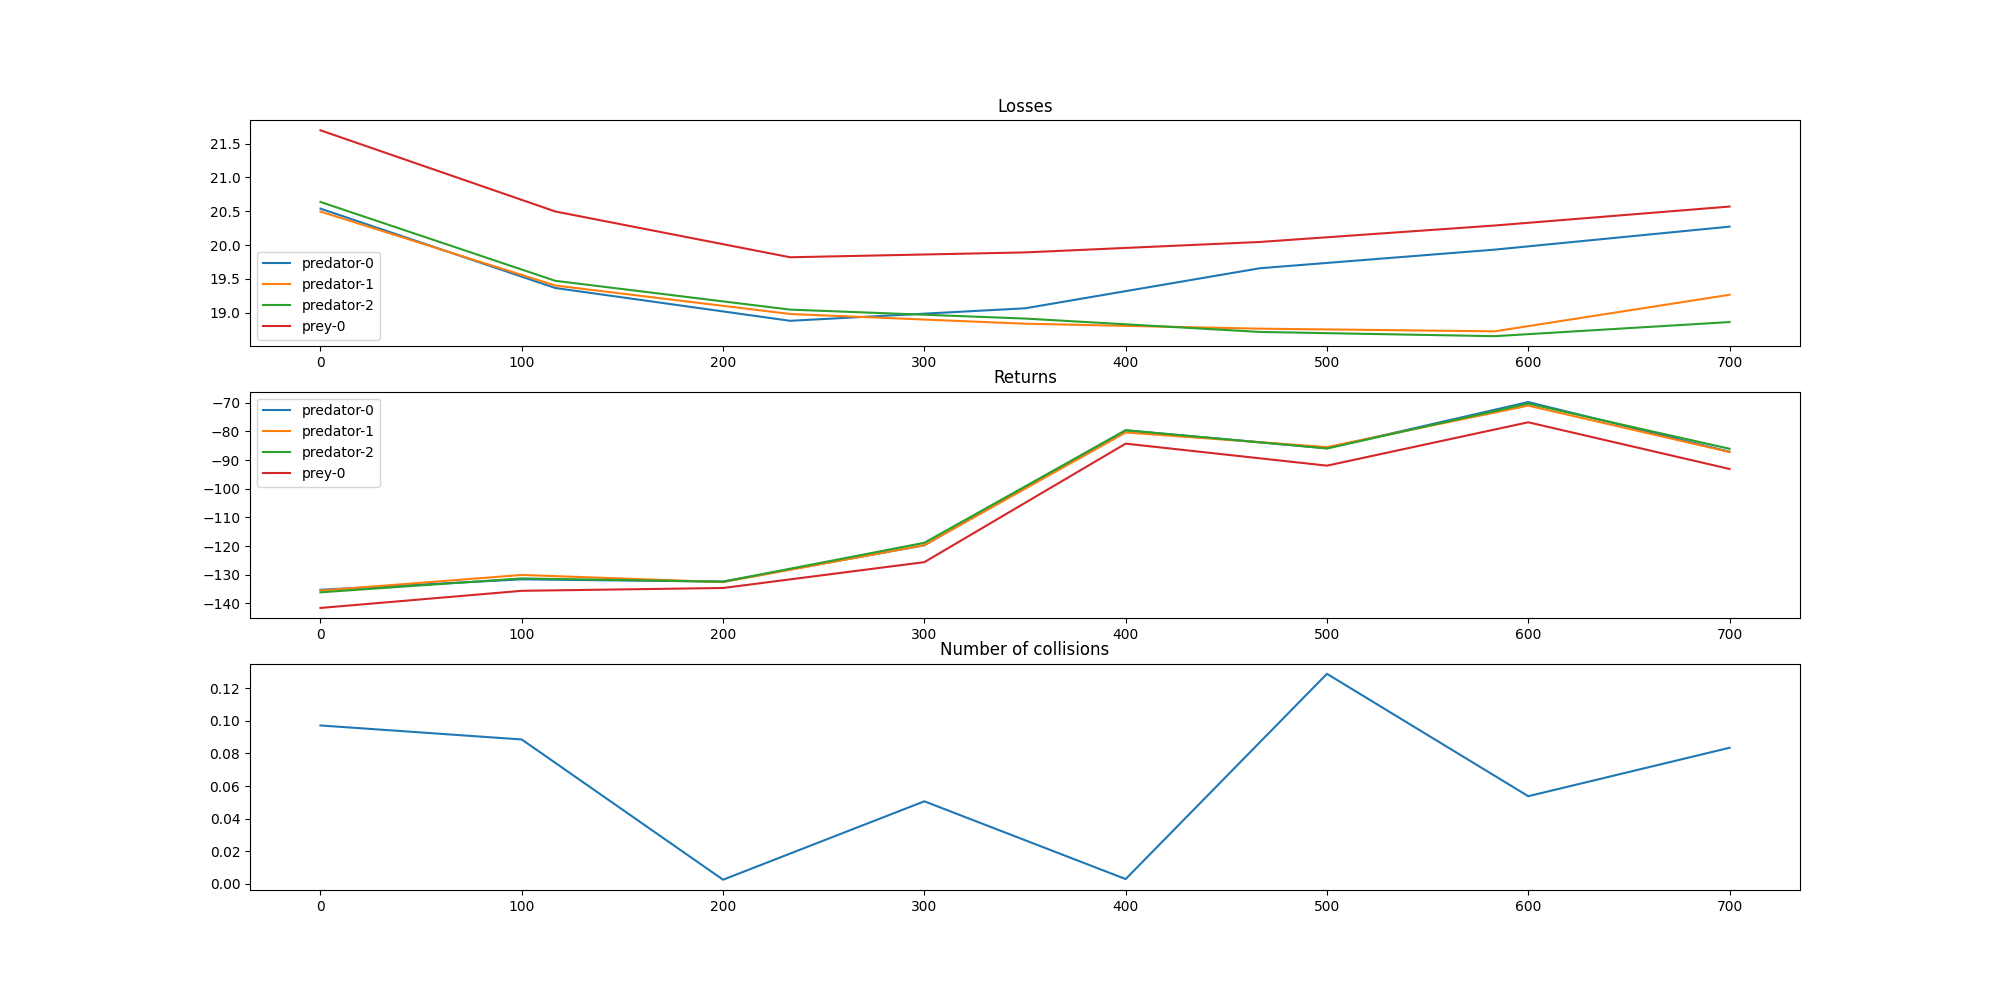 Losses
21.5
21.0
20.5
20.0
19.5
19.0
predator-0
predator-1
predator-2
prey-0
0 100 200 300 400 500 600 700
Returns
−70
−80
−90
−100
−110
−120
−130
−140
predator-0
predator-1
predator-2
prey-0
0 100 200 300 400 500 600 700
Number of collisions
0.12
0.10
0.08
0.06
0.04
0.02
0.00
0 100 200 300 400 500 600 700